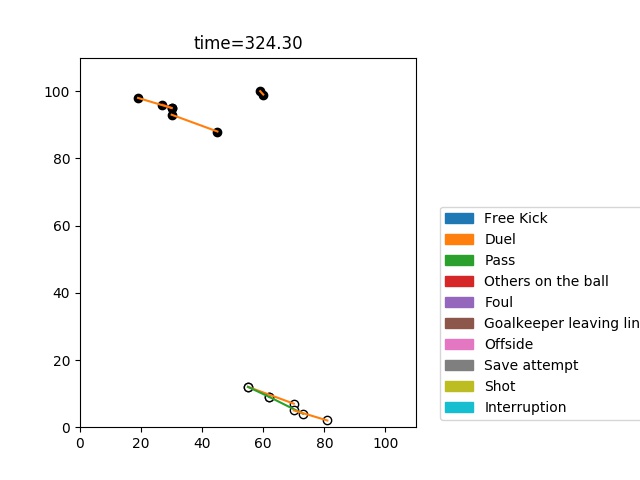 time=324.30
100
80
60
40
20
0
0 20 40 60 80 100
Free Kick
Duel
Pass
Others on the ball
Foul
Goalkeeper leaving lin
Offside
Save attempt
Shot
Interruption